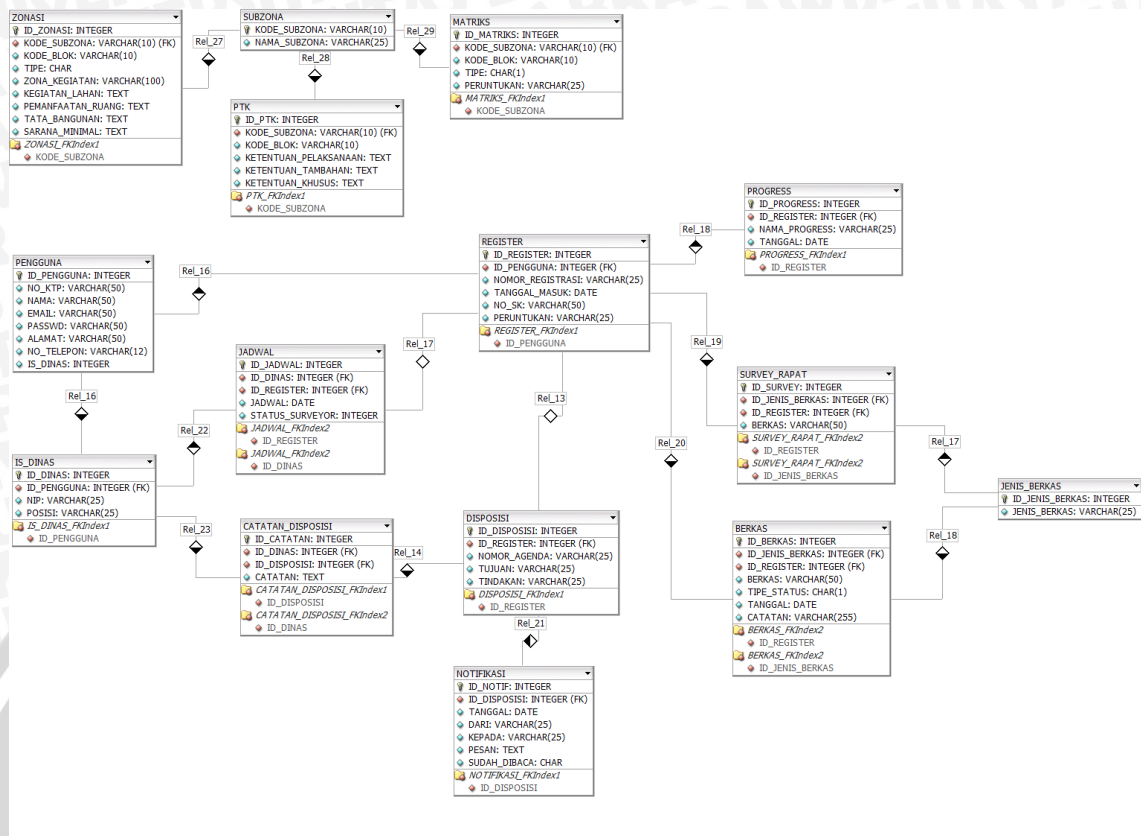 ZONASI
ID_ZONASI: INTEGER
KODE_SUBZONA: VARCHAR(10) (FK)
KODE_BLOK: VARCHAR(10)
TIPE: CHAR
ZONA_KEGIATAN: VARCHAR(100)
KEGIATAN_LAHAN: TEXT
PEMANFAATAN_RUANG: TEXT
TATA_BANGUNAN: TEXT
SARANA_MINIMAL: TEXT
ZONASI_FKIndex1
KODE_SUBZONA
Rel_27
SUBZONA
KODE_SUBZONA: VARCHAR(10)
NAMA_SUBZONA: VARCHAR(25)
Rel_28
Rel_29
MATRIKS
ID_MATRIKS: INTEGER
KODE_SUBZONA: VARCHAR(10) (FK)
KODE_BLOK: VARCHAR(10)
TIPE: CHAR(1)
PERUNTUKAN: VARCHAR(25)
MATRIKS_FKIndex1
KODE_SUBZONA
PTK
ID_PTK: INTEGER
KODE_SUBZONA: VARCHAR(10) (FK)
KODE_BLOK: VARCHAR(10)
KETENTUAN_PELAKSANAAN: TEXT
KETENTUAN_TAMBAHAN: TEXT
KETENTUAN_KHUSUS: TEXT
PTK_FKIndex1
KODE_SUBZONA
PROGRESS
ID_PROGRESS: INTEGER
ID_REGISTER: INTEGER (FK)
NAMA_PROGRESS: VARCHAR(25)
TANGGAL: DATE
PROGRESS_FKIndex1
ID_REGISTER
Rel_18
REGISTER
ID_REGISTER: INTEGER
ID_PENGGUNA: INTEGER (FK)
NOMOR_REGISTRASI: VARCHAR(25)
TANGGAL_MASUK: DATE
NO_SK: VARCHAR(50)
PERUNTUKAN: VARCHAR(25)
REGISTER_FKIndex1
ID_PENGGUNA
PENGGUNA
ID_PENGGUNA: INTEGER
NO_KTP: VARCHAR(50)
NAMA: VARCHAR(50)
EMAIL: VARCHAR(50)
PASSWD: VARCHAR(50)
ALAMAT: VARCHAR(50)
NO_TELEPON: VARCHAR(12)
IS_DINAS: INTEGER
Rel_16
Rel_16
JADWAL
ID_JADWAL: INTEGER
ID_DINAS: INTEGER (FK)
ID_REGISTER: INTEGER (FK)
JADWAL: DATE
STATUS_SURVEYOR: INTEGER
JADWAL_FKIndex2
ID_REGISTER
JADWAL_FKIndex2
ID_DINAS
Rel_17
Rel_13
Rel_19
Rel_20
SURVEY_RAPAT
ID_SURVEY: INTEGER
ID_JENIS_BERKAS: INTEGER (FK)
ID_REGISTER: INTEGER (FK)
BERKAS: VARCHAR(50)
SURVEY_RAPAT_FKIndex2
ID_REGISTER
SURVEY_RAPAT_FKIndex2
ID_JENIS_BERKAS
Rel_17
JENIS_BERKAS
ID_JENIS_BERKAS: INTEGER
JENIS_BERKAS: VARCHAR(25)
Rel_18
Rel_22
IS_DINAS
ID_DINAS: INTEGER
ID_PENGGUNA: INTEGER (FK)
NIP: VARCHAR(25)
POSISI: VARCHAR(25)
IS_DINAS_FKIndex1
ID_PENGGUNA
Rel_23
CATATAN_DISPOSISI
ID_CATATAN: INTEGER
ID_DINAS: INTEGER (FK)
ID_DISPOSISI: INTEGER (FK)
CATATAN: TEXT
CATATAN_DISPOSISI_FKIndex1
ID_DISPOSISI
CATATAN_DISPOSISI_FKIndex2
ID_DINAS
Rel_14
DISPOSISI
ID_DISPOSISI: INTEGER
ID_REGISTER: INTEGER (FK)
NOMOR_AGENDA: VARCHAR(25)
TUJUAN: VARCHAR(25)
TINDAKAN: VARCHAR(25)
DISPOSISI_FKIndex1
ID_REGISTER
Rel_21
BERKAS
ID_BERKAS: INTEGER
ID_JENIS_BERKAS: INTEGER (FK)
ID_REGISTER: INTEGER (FK)
BERKAS: VARCHAR(50)
TIPE_STATUS: CHAR(1)
TANGGAL: DATE
CATATAN: VARCHAR(255)
BERKAS_FKIndex2
ID_REGISTER
BERKAS_FKIndex2
ID_JENIS_BERKAS
NOTIFIKASI
ID_NOTIF: INTEGER
ID_DISPOSISI: INTEGER (FK)
TANGGAL: DATE
DARI: VARCHAR(25)
KEPADA: VARCHAR(25)
PESAN: TEXT
SUDAH_DIBACA: CHAR
NOTIFIKASI_FKIndex1
ID_DISPOSISI